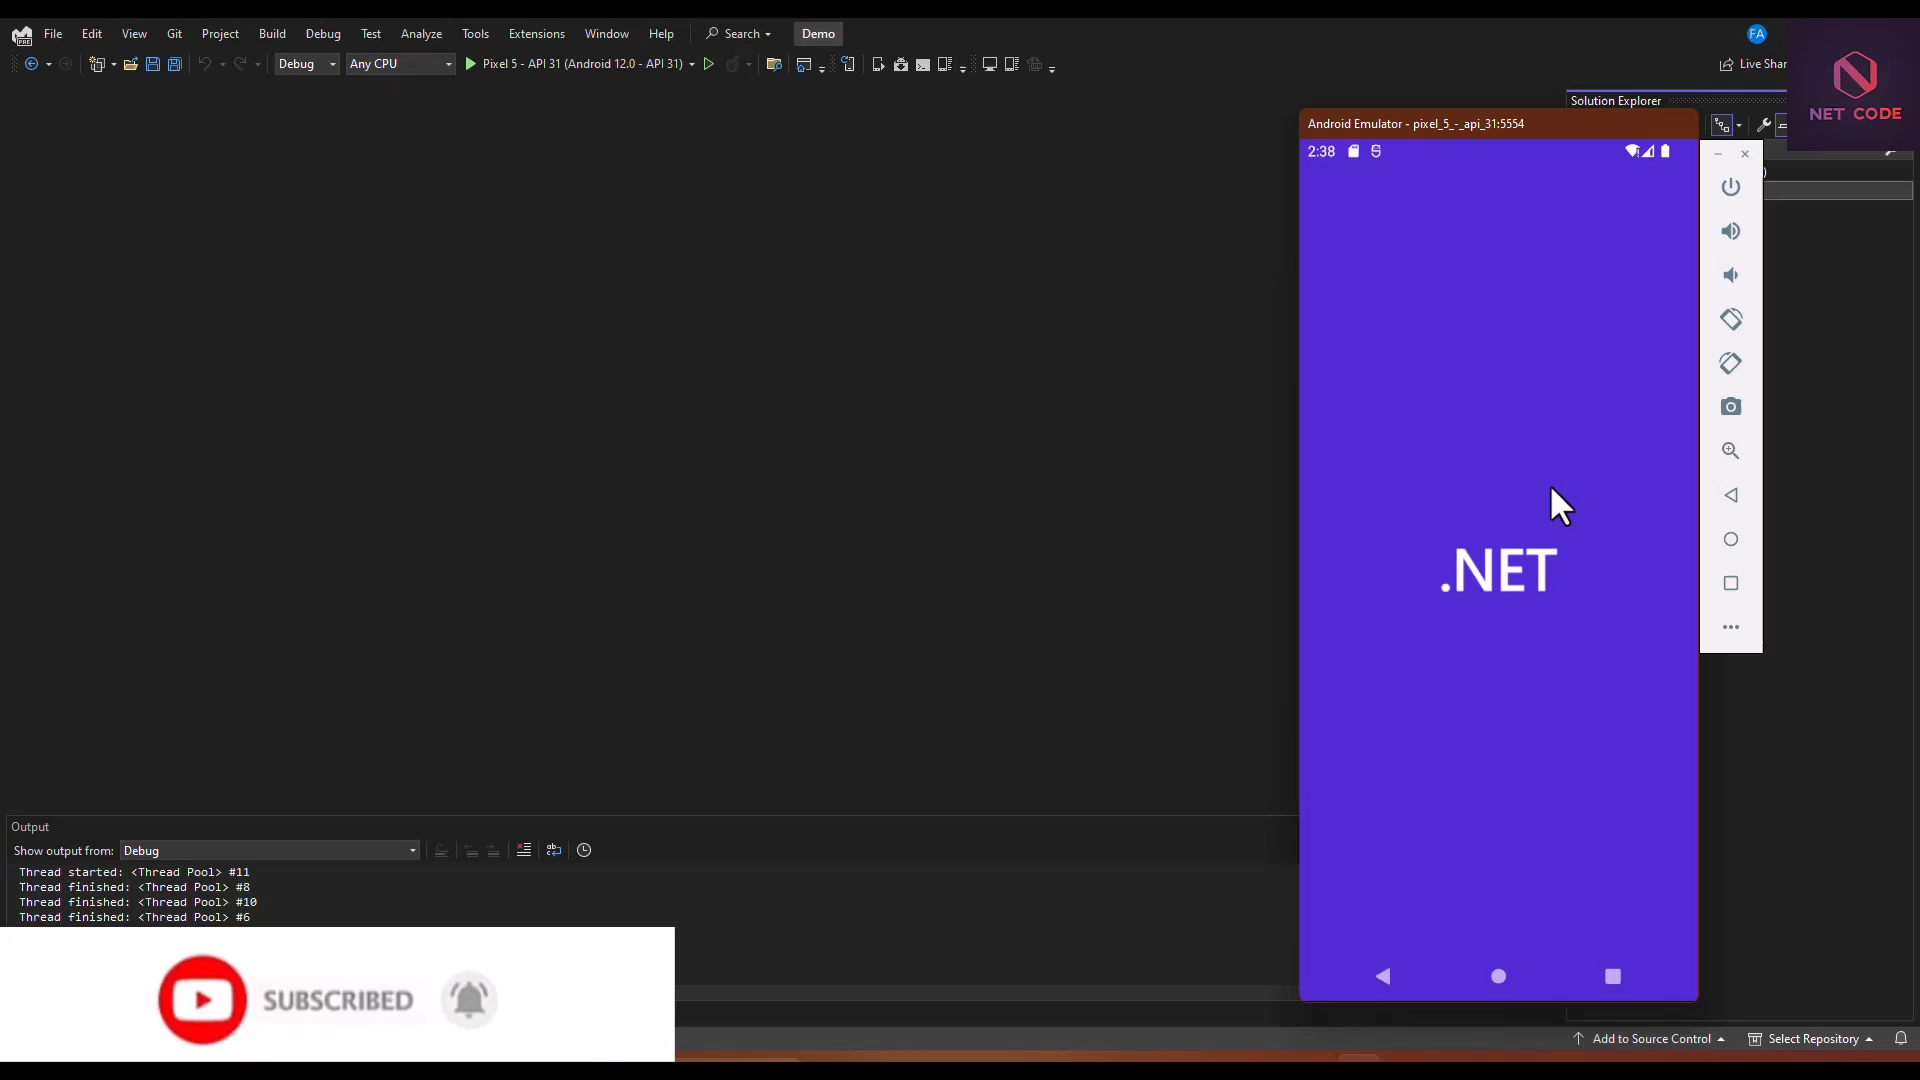 File Edit View Git Project Build Debug Test Analyze Tools Extensions Window Help Search Demo
FA
Debug Any CPU Pixel 5 - API 31 (Android 12.0 - API 31)
Live Shar
NET CODE
Solution Explorer
Android Emulator - pixel_5_-_api_31:5554
2:38
.NET
Output
Show output from: Debug
Thread started: <Thread Pool> #11
Thread finished: <Thread Pool> #8
Thread finished: <Thread Pool> #10
Thread finished: <Thread Pool> #6
SUBSCRIBED
Add to Source Control Select Repository